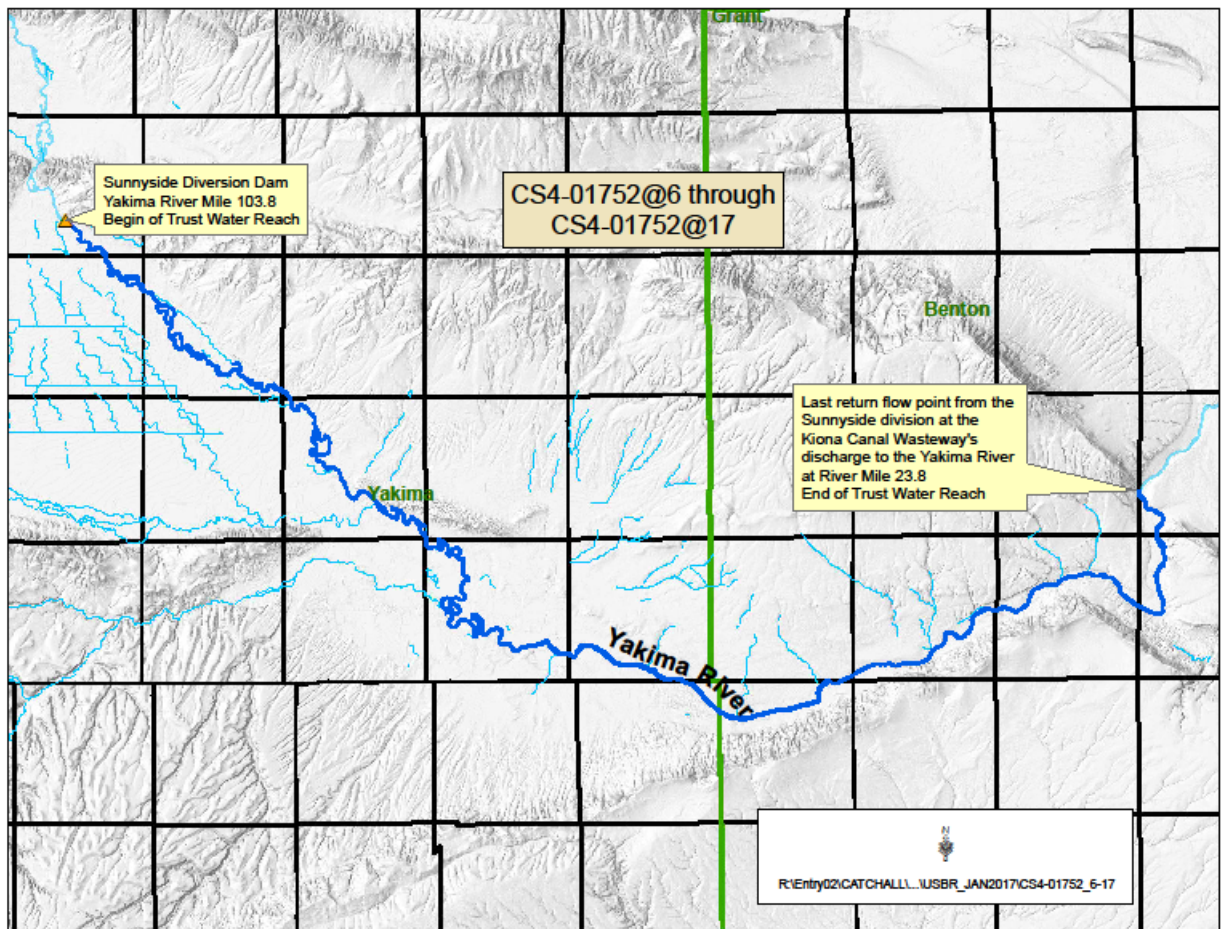 Grant
Sunnyside Diversion Dam
Yakima River Mile 103.8
Begin of Trust Water Reach
CS4-01752@6 through
CS4-01752@17
Benton
Last return flow point from the
Sunnyside division at the
Kiona Canal Wasteway's
discharge to the Yakima River
at River Mile 23.8
End of Trust Water Reach
Yakima
Yakima River
N
R:\Entry02\CATCHALL\...\USBR_JAN2017\CS4-01752_6-17